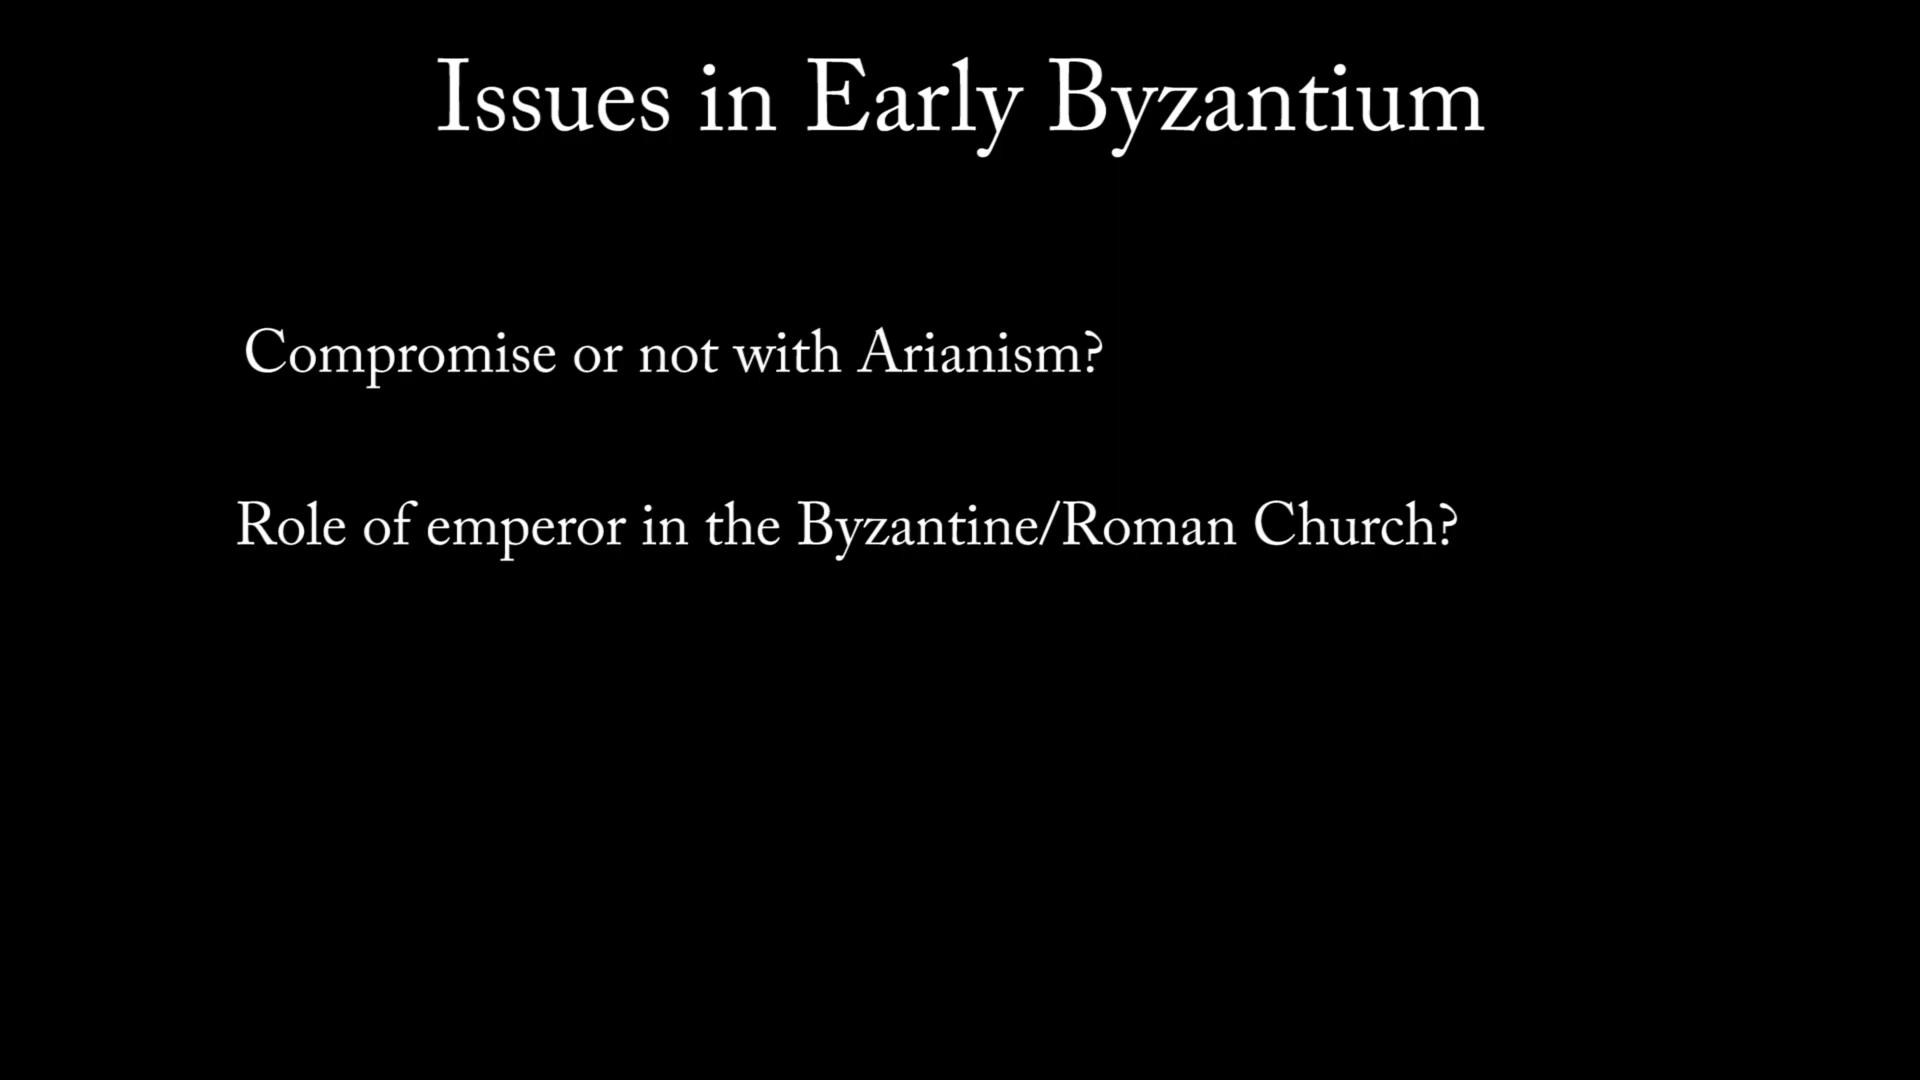 Issues in Early Byzantium
Compromise or not with Arianism?
Role of emperor in the Byzantine/Roman Church?